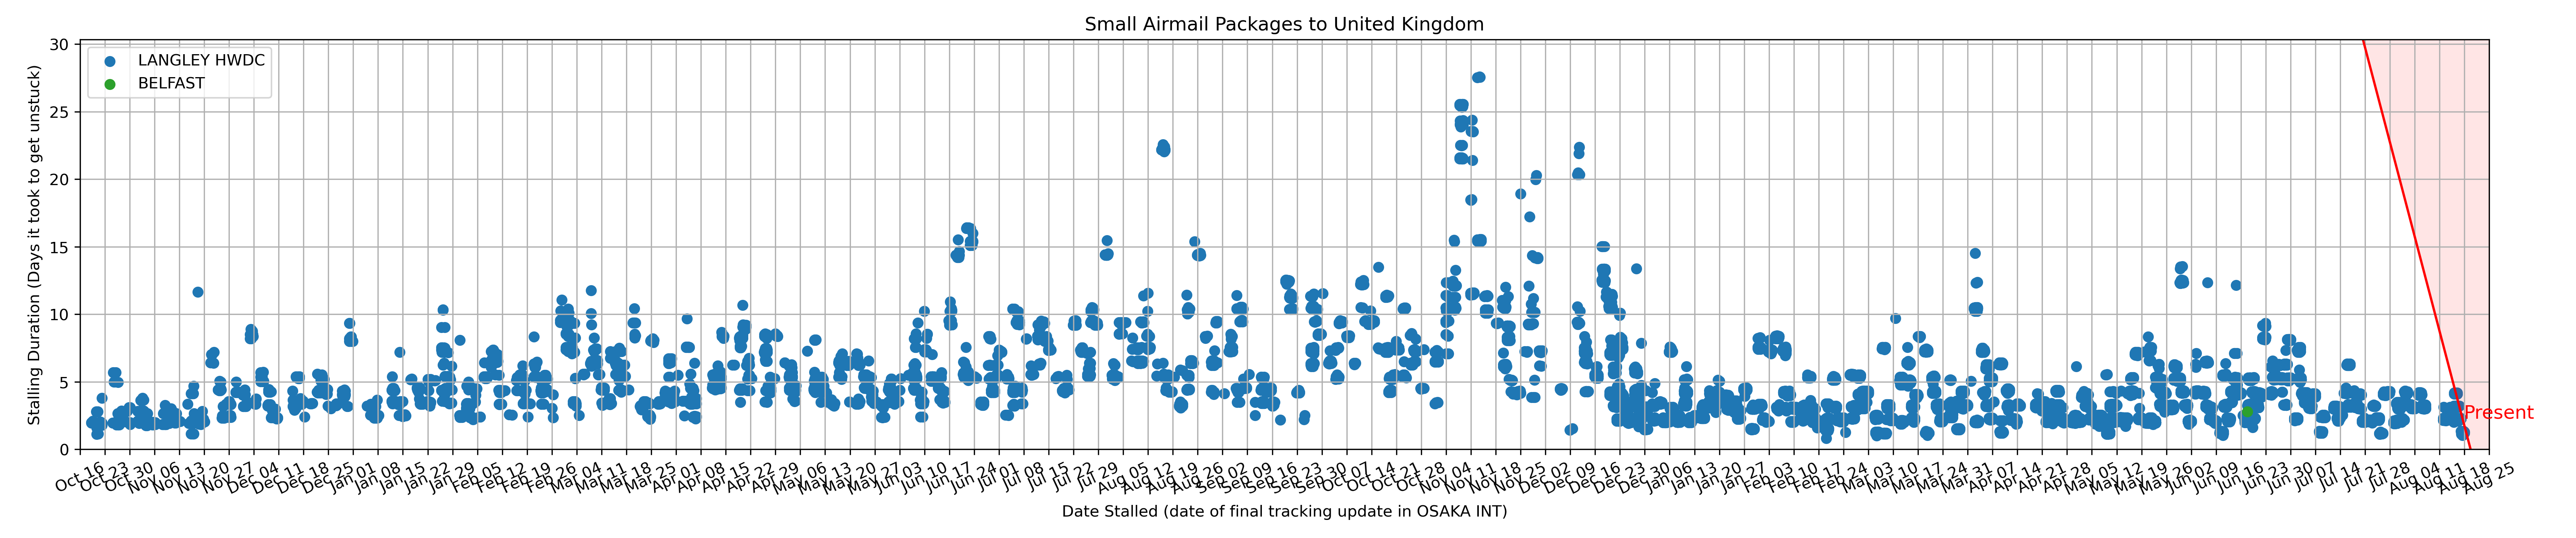 Small Airmail Packages to United Kingdom
Stalling Duration (Days it took to get unstuck)
30
25
20
15
10
5
0
LANGLEY HWDC
BELFAST
Present
Oct 16 Oct 23 Oct 30 Nov 06 Nov 13 Nov 20 Nov 27 Dec 04 Dec 11 Dec 18 Dec 25 Jan 01 Jan 08 Jan 15 Jan 22 Jan 29 Feb 05 Feb 12 Feb 19 Feb 26 Mar 04 Mar 11 Mar 18 Mar 25 Apr 01 Apr 08 Apr 15 Apr 22 Apr 29 May 06 May 13 May 20 May 27 Jun 03 Jun 10 Jun 17 Jun 24 Jul 01 Jul 08 Jul 15 Jul 22 Jul 29 Aug 05 Aug 12 Aug 19 Aug 26 Sep 02 Sep 09 Sep 16 Sep 23 Sep 30 Oct 07 Oct 14 Oct 21 Oct 28 Nov 04 Nov 11 Nov 18 Nov 25 Dec 02 Dec 09 Dec 16 Dec 23 Dec 30 Jan 06 Jan 13 Jan 20 Jan 27 Feb 03 Feb 10 Feb 17 Feb 24 Mar 03 Mar 10 Mar 17 Mar 24 Mar 31 Apr 07 Apr 14 Apr 21 Apr 28 May 05 May 12 May 19 May 26 Jun 02 Jun 09 Jun 16 Jun 23 Jun 30 Jul 07 Jul 14 Jul 21 Jul 28 Aug 04 Aug 11 Aug 18 Aug 25
Date Stalled (date of final tracking update in OSAKA INT)